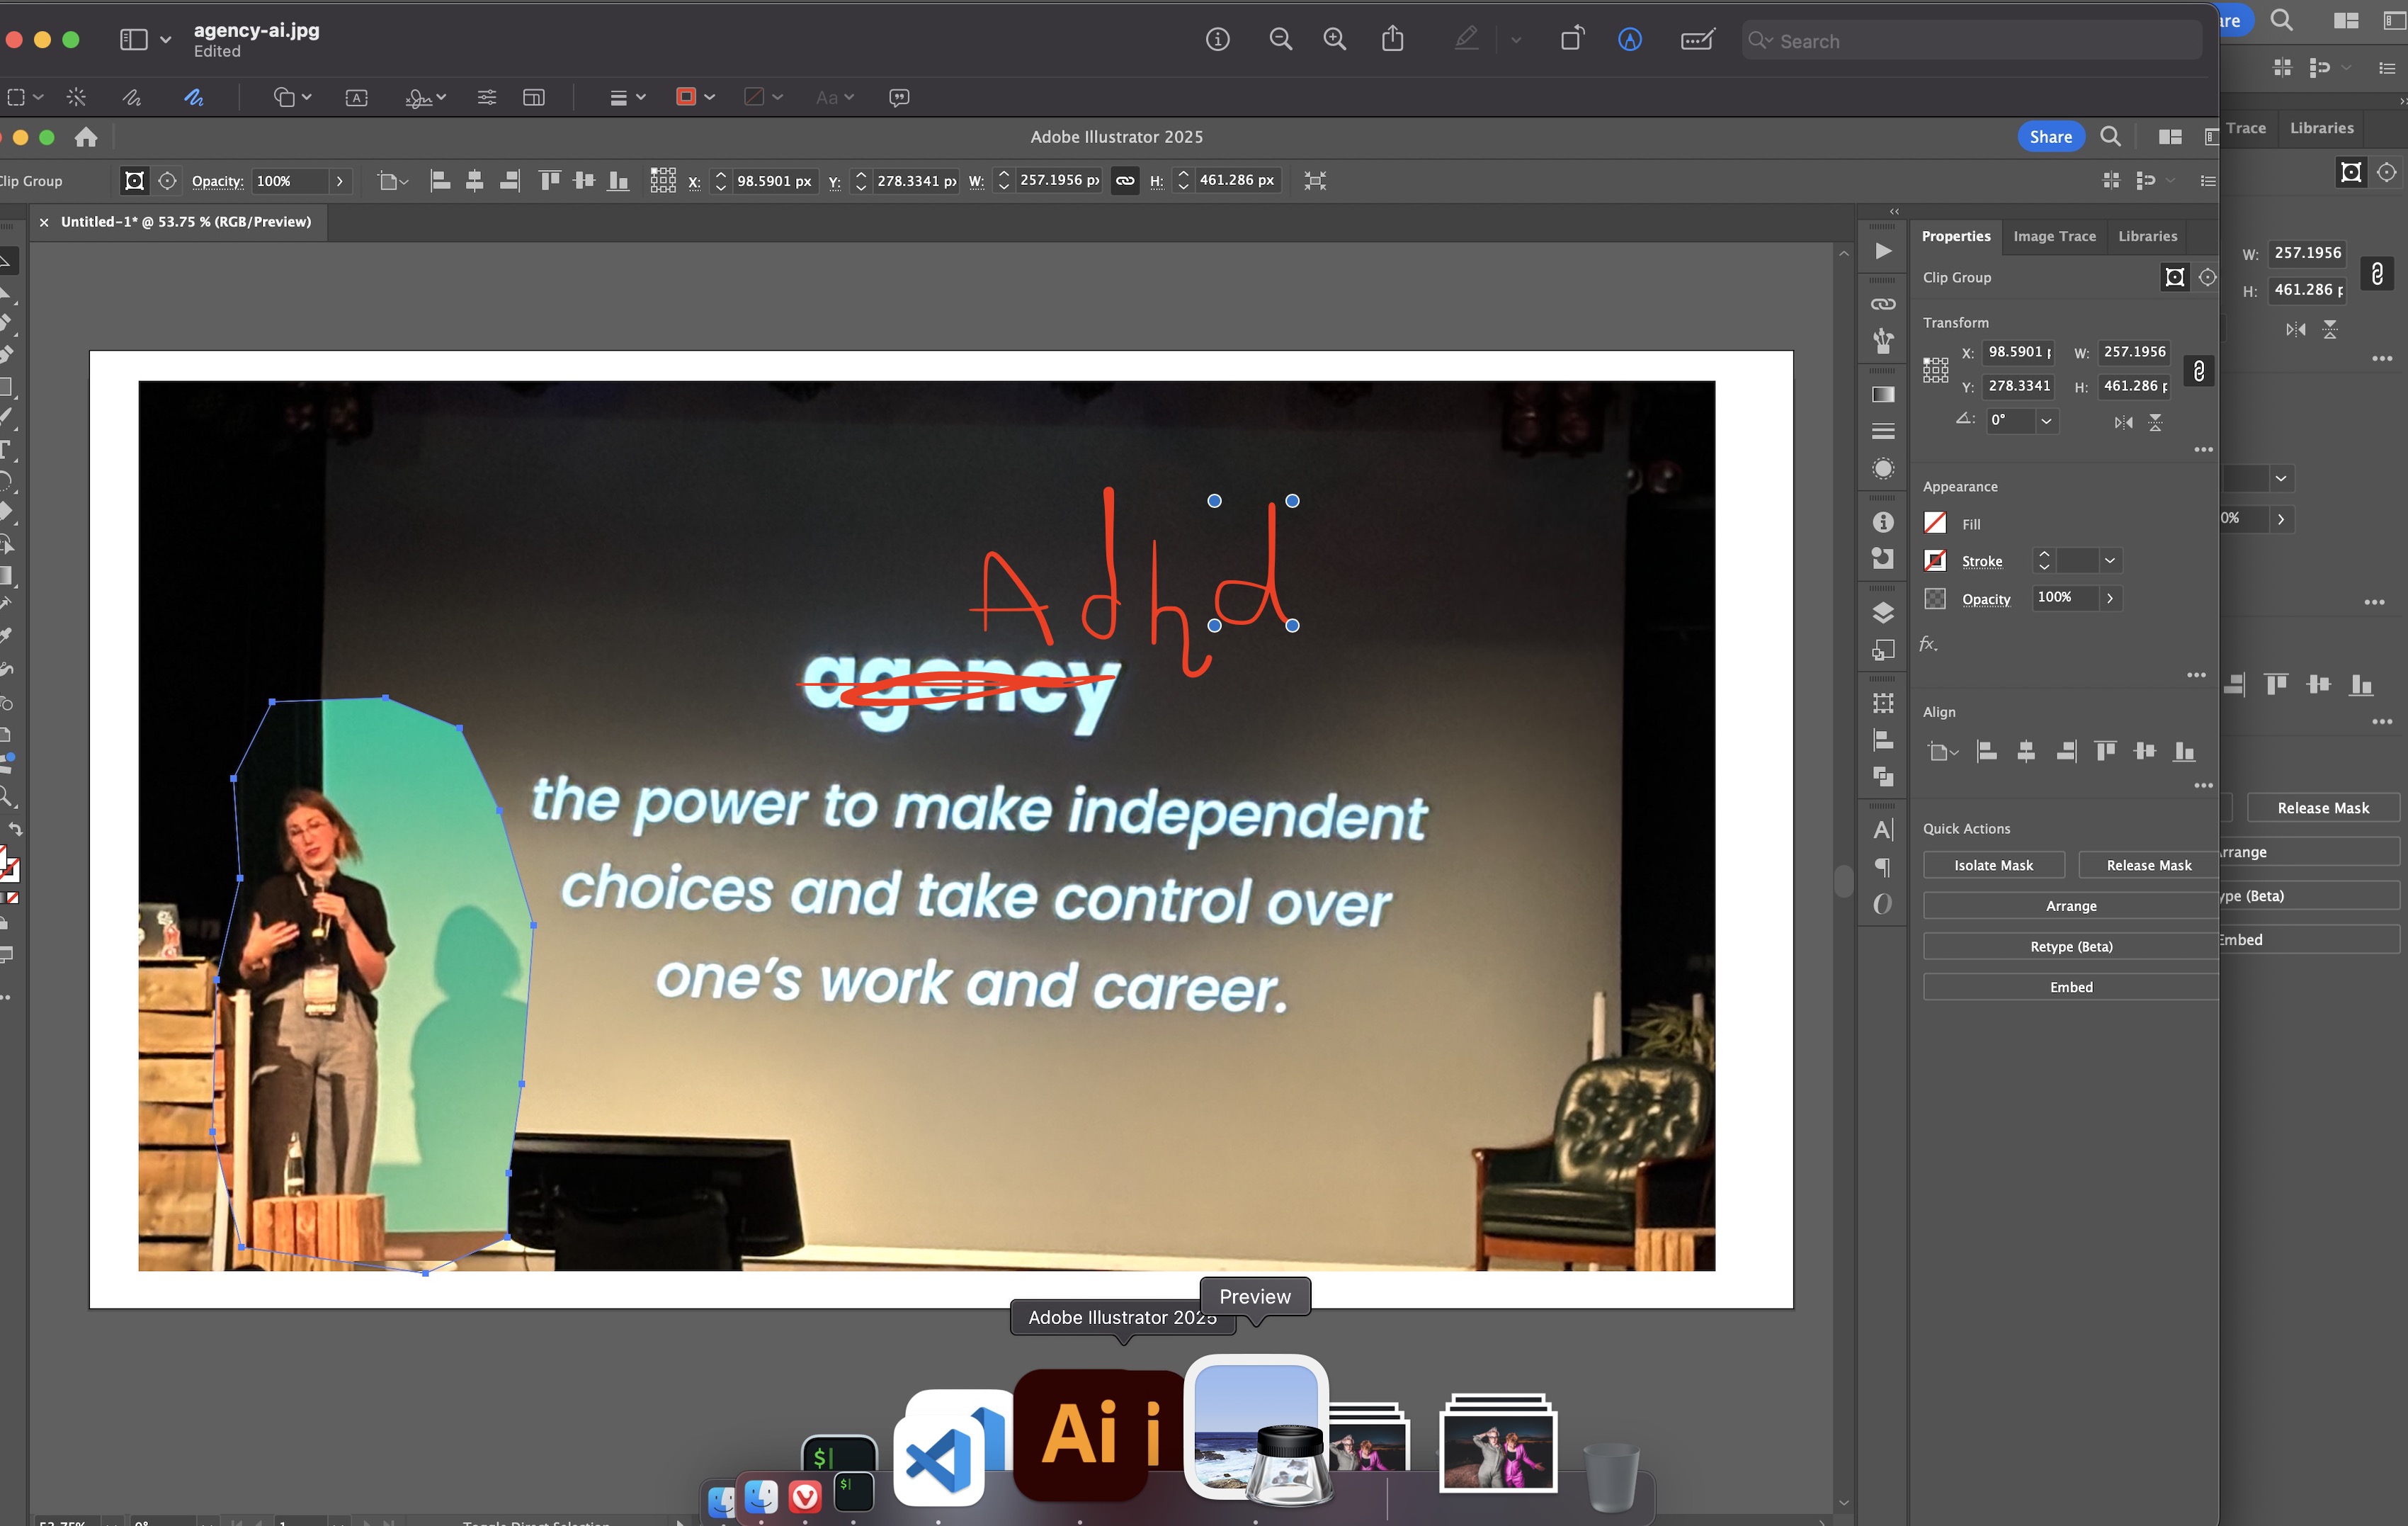 agency-ai.jpg
Edited
Search
Adobe Illustrator 2025
Share
Clip Group
Opacity: 100%
X: 98.5901 px
Y: 278.3341 px
W: 257.1956 px
H: 461.286 px
Untitled-1* @ 53.75 % (RGB/Preview)
Adhd
agency
the power to make independent
choices and take control over
one's work and career.
Properties Image Trace Libraries
Clip Group
Transform
X: 98.5901 W: 257.1956
Y: 278.3341 H: 461.286 p
0°
Appearance
Fill
Stroke
Opacity 100%
fx
Align
Quick Actions
Isolate Mask Release Mask
Arrange
Retype (Beta)
Embed
Trace Libraries
W: 257.1956
H: 461.286 p
0%
Release Mask
Arrange
ype (Beta)
Embed
Adobe Illustrator 2025
Preview
Ai